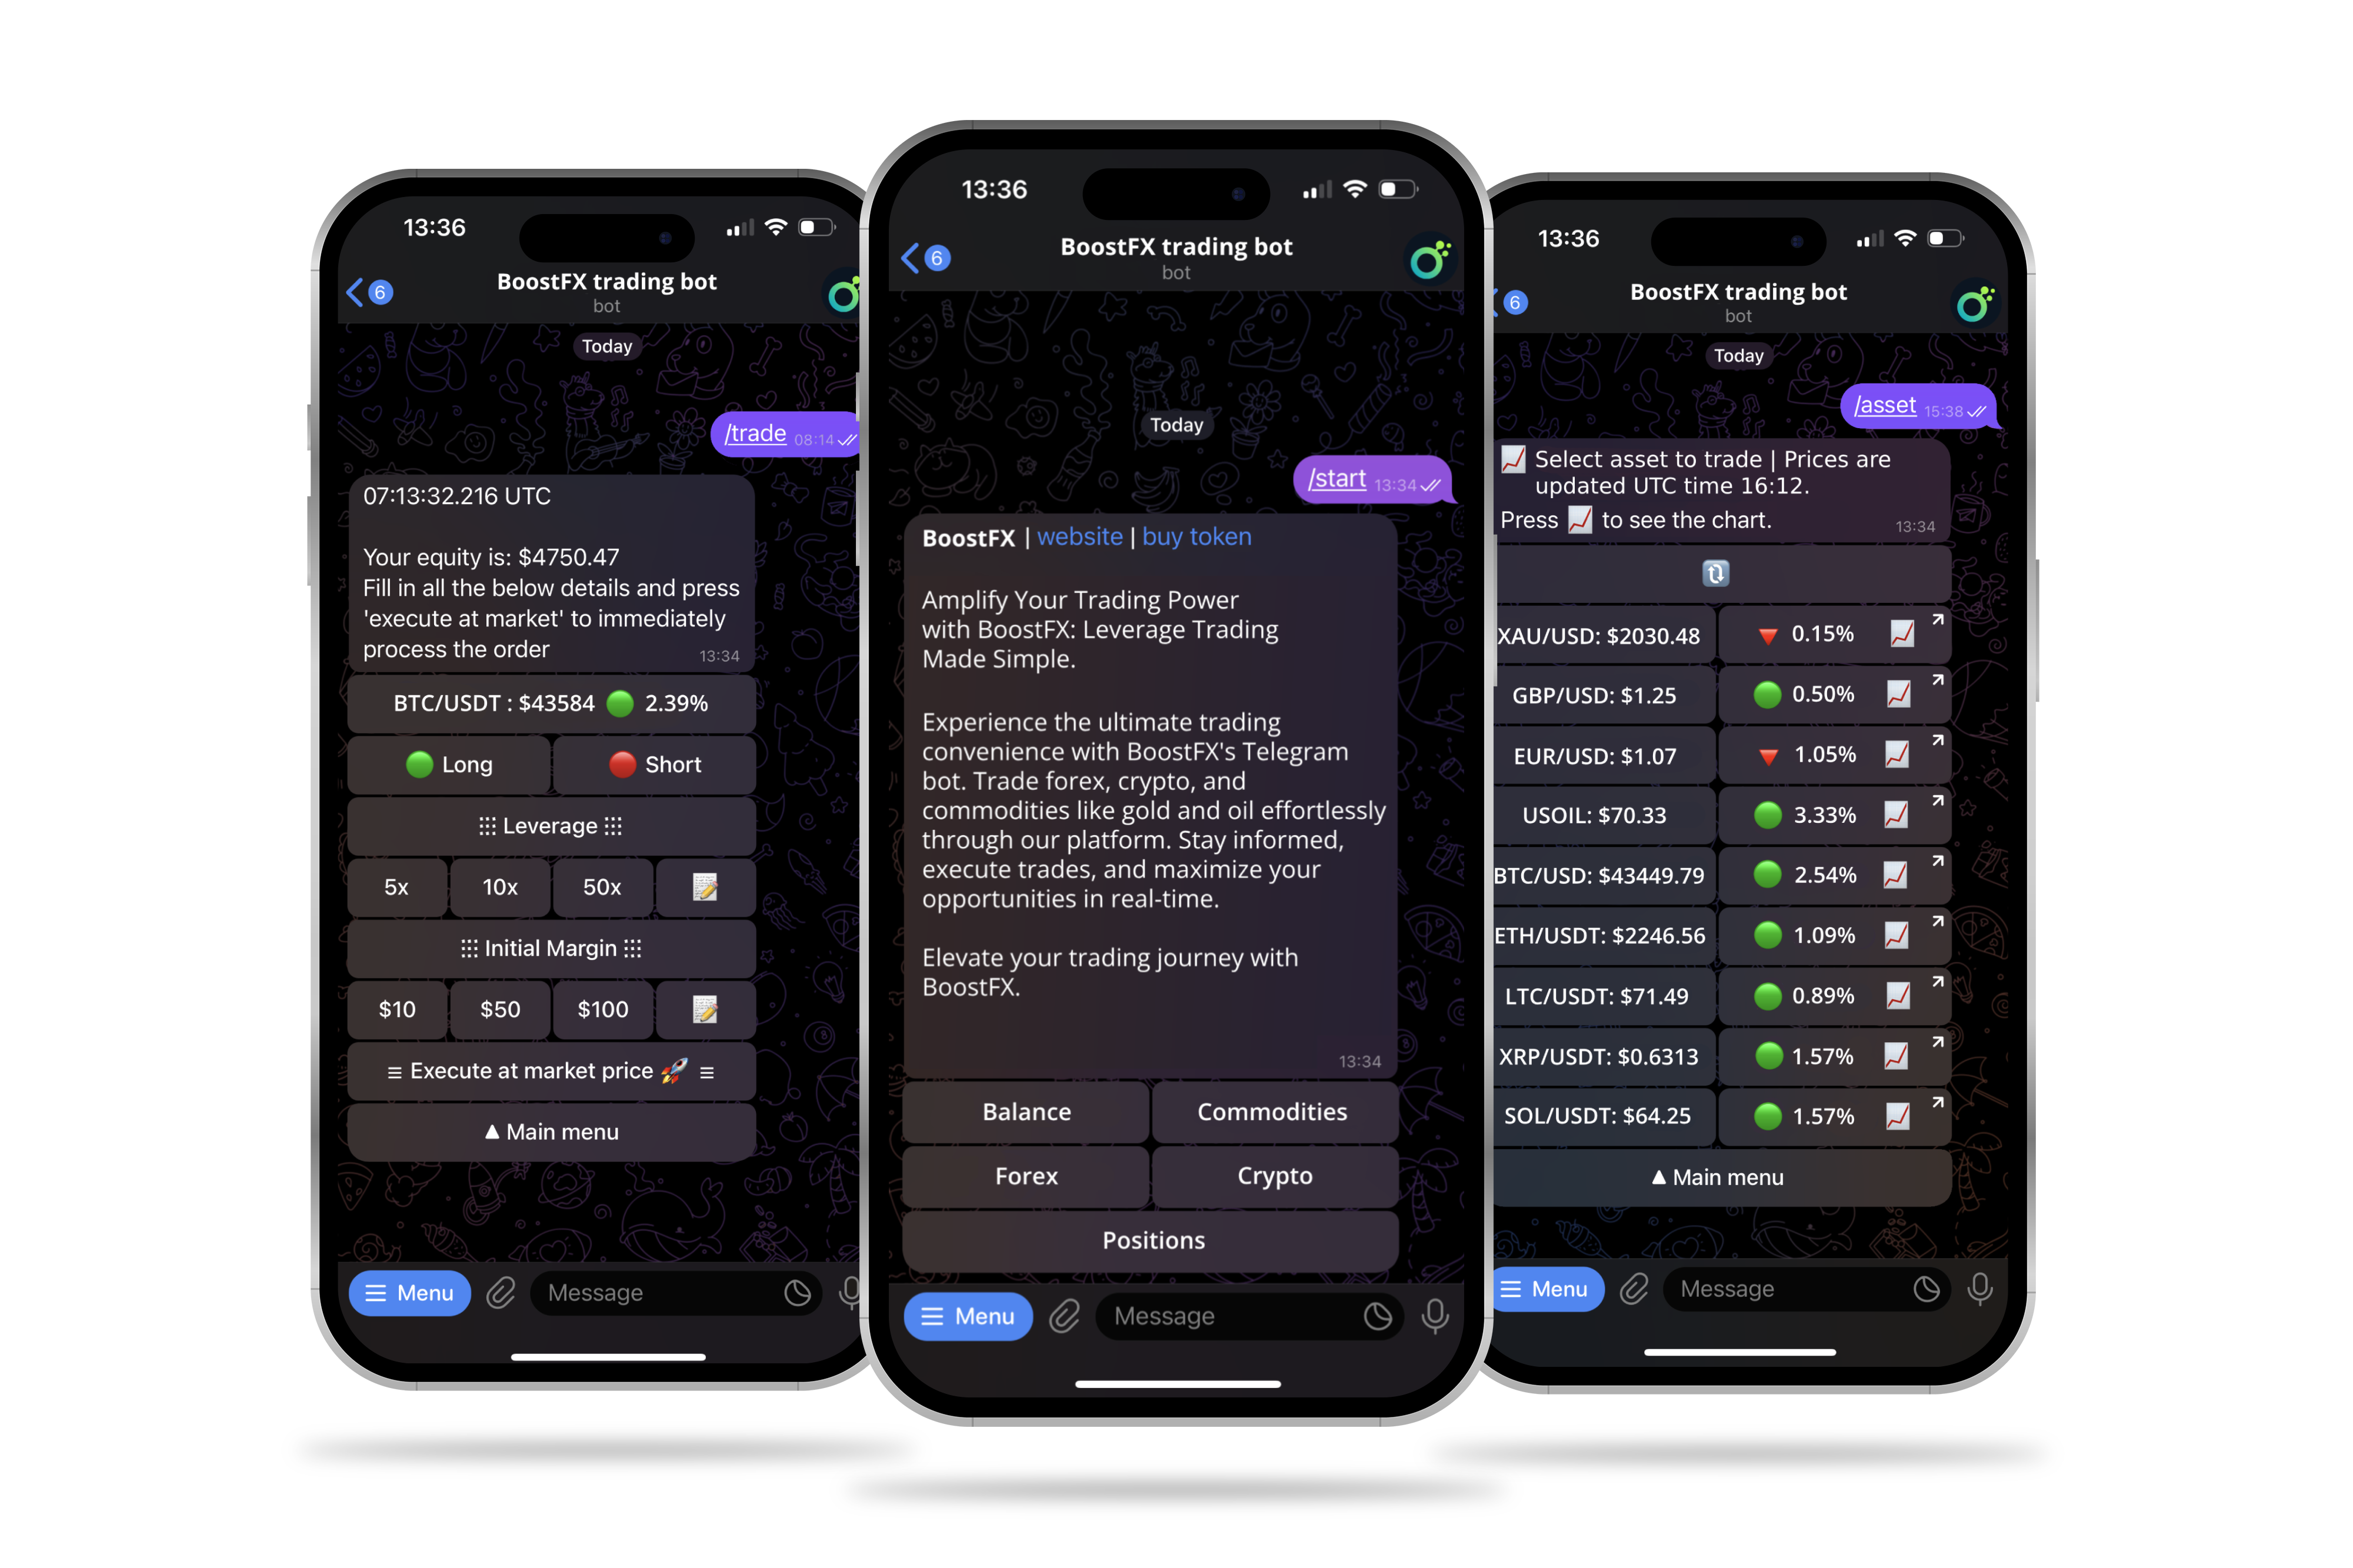 13:36
6
BoostFX trading bot
bot
Today
/trade 08:14
07:13:32.216 UTC
Your equity is: $4750.47
Fill in all the below details and press
'execute at market' to immediately
process the order
13:34
BTC/USDT : $43584 2.39%
Long Short
Leverage
5x 10x 50x
Initial Margin
$10 $50 $100
Execute at market price
Main menu
Menu Message
13:36
6
BoostFX trading bot
bot
Today
/start 13:34
BoostFX | website | buy token
Amplify Your Trading Power
with BoostFX: Leverage Trading
Made Simple.
Experience the ultimate trading
convenience with BoostFX's Telegram
bot. Trade forex, crypto, and
commodities like gold and oil effortlessly
through our platform. Stay informed,
execute trades, and maximize your
opportunities in real-time.
Elevate your trading journey with
BoostFX.
13:34
Balance Commodities
Forex Crypto
Positions
Menu Message
13:36
6
BoostFX trading bot
bot
Today
/asset 15:38
Select asset to trade | Prices are
updated UTC time 16:12.
Press to see the chart. 13:34
XAU/USD: $2030.48 0.15%
GBP/USD: $1.25 0.50%
EUR/USD: $1.07 1.05%
USOIL: $70.33 3.33%
BTC/USD: $43449.79 2.54%
ETH/USDT: $2246.56 1.09%
LTC/USDT: $71.49 0.89%
XRP/USDT: $0.6313 1.57%
SOL/USDT: $64.25 1.57%
Main menu
Menu Message